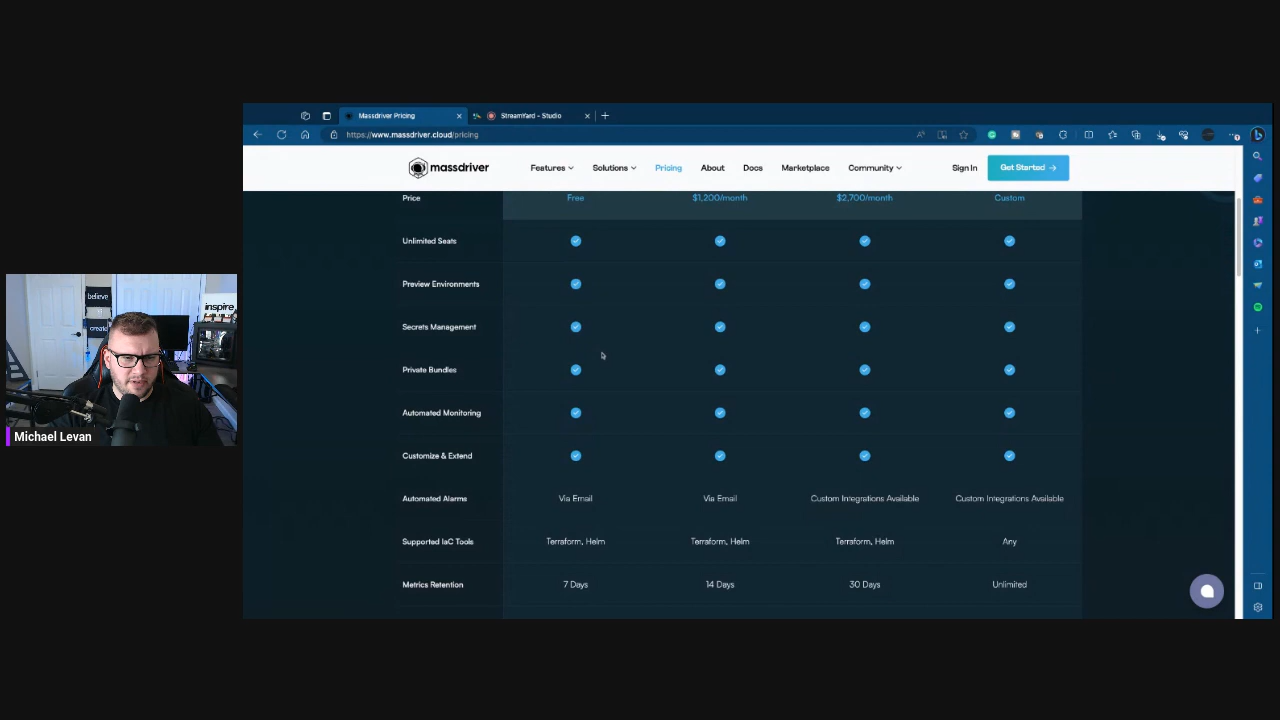 Massdriver Pricing
StreamYard - Studio
https://www.massdriver.cloud/pricing
massdriver
Features
Solutions
Pricing
About
Docs
Marketplace
Community
Sign In
Get Started →
Price Free $1,200/month $2,700/month Custom
Unlimited Seats
Preview Environments
Secrets Management
Private Bundles
Automated Monitoring
Customize & Extend
Automated Alarms Via Email Via Email Custom Integrations Available Custom Integrations Available
Supported IaC Tools Terraform, Helm Terraform, Helm Terraform, Helm Any
Metrics Retention 7 Days 14 Days 30 Days Unlimited
believe
create
inspire
Michael Levan